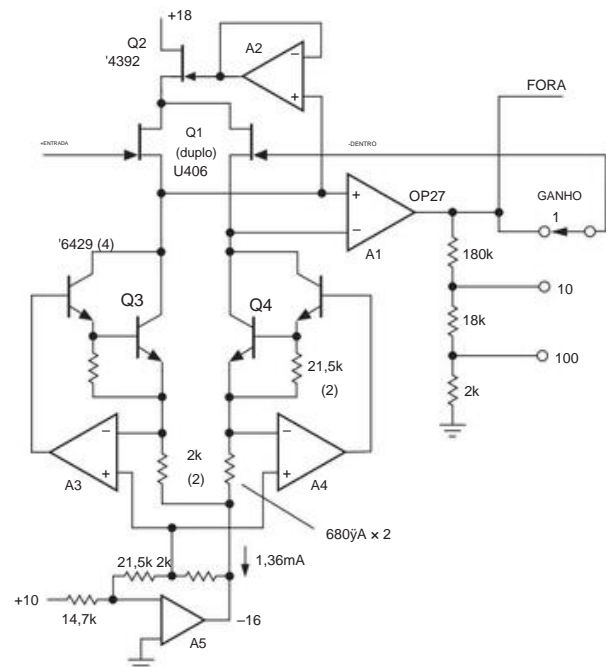 +18
Q2
'4392
A2
FORA
+ENTRADA
Q1
(duplo)
U406
-DENTRO
OP27
GANHO
1
A1
180k
10
18k
100
2k
'6429 (4)
Q3
Q4
21,5k
(2)
A3
2k
(2)
A4
680ÿA × 2
21,5k 2k
1,36mA
+10
14,7k
A5
–16
+
–
+
–
–
+
–
+